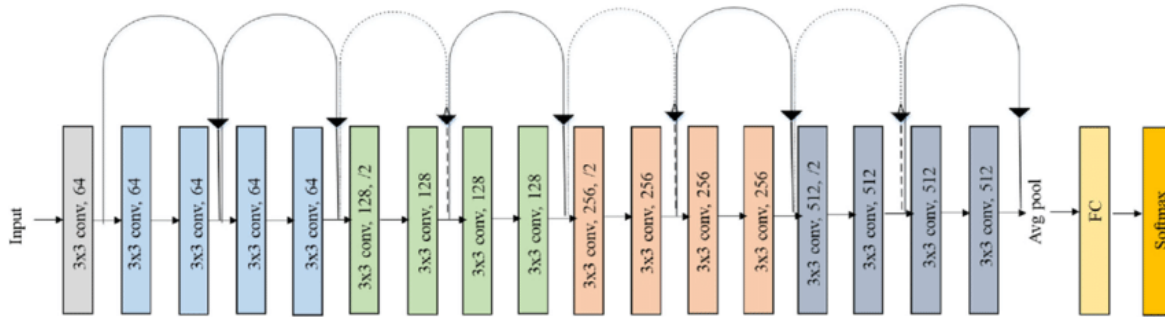 Input
3x3 conv, 64
3x3 conv, 64
3x3 conv, 64
3x3 conv, 64
3x3 conv, 64
3x3 conv, 128, /2
3x3 conv, 128
3x3 conv, 128
3x3 conv, 128
3x3 conv, 256, /2
3x3 conv, 256
3x3 conv, 256
3x3 conv, 256
3x3 conv, 512, /2
3x3 conv, 512
3x3 conv, 512
3x3 conv, 512
Avg pool
FC
Softmax